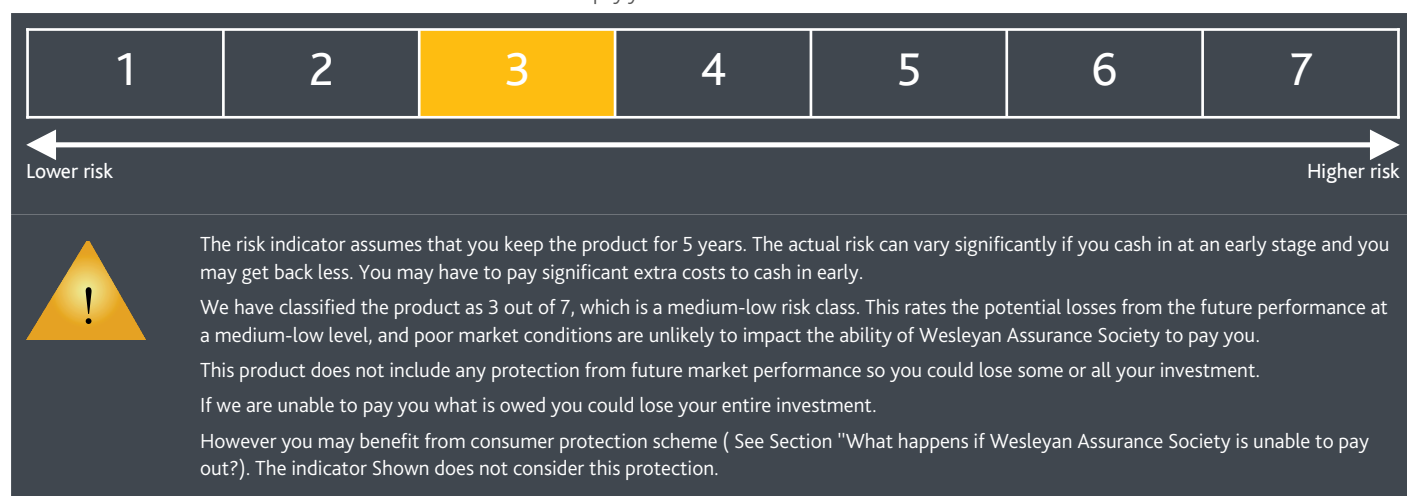 1 2 3 4 5 6 7
Lower risk Higher risk
The risk indicator assumes that you keep the product for 5 years. The actual risk can vary significantly if you cash in at an early stage and you
may get back less. You may have to pay significant extra costs to cash in early.
!
We have classified the product as 3 out of 7, which is a medium-low risk class. This rates the potential losses from the future performance at
a medium-low level, and poor market conditions are unlikely to impact the ability of Wesleyan Assurance Society to pay you.
This product does not include any protection from future market performance so you could lose some or all your investment.
If we are unable to pay you what is owed you could lose your entire investment.
However you may benefit from consumer protection scheme ( See Section "What happens if Wesleyan Assurance Society is unable to pay
out?). The indicator Shown does not consider this protection.